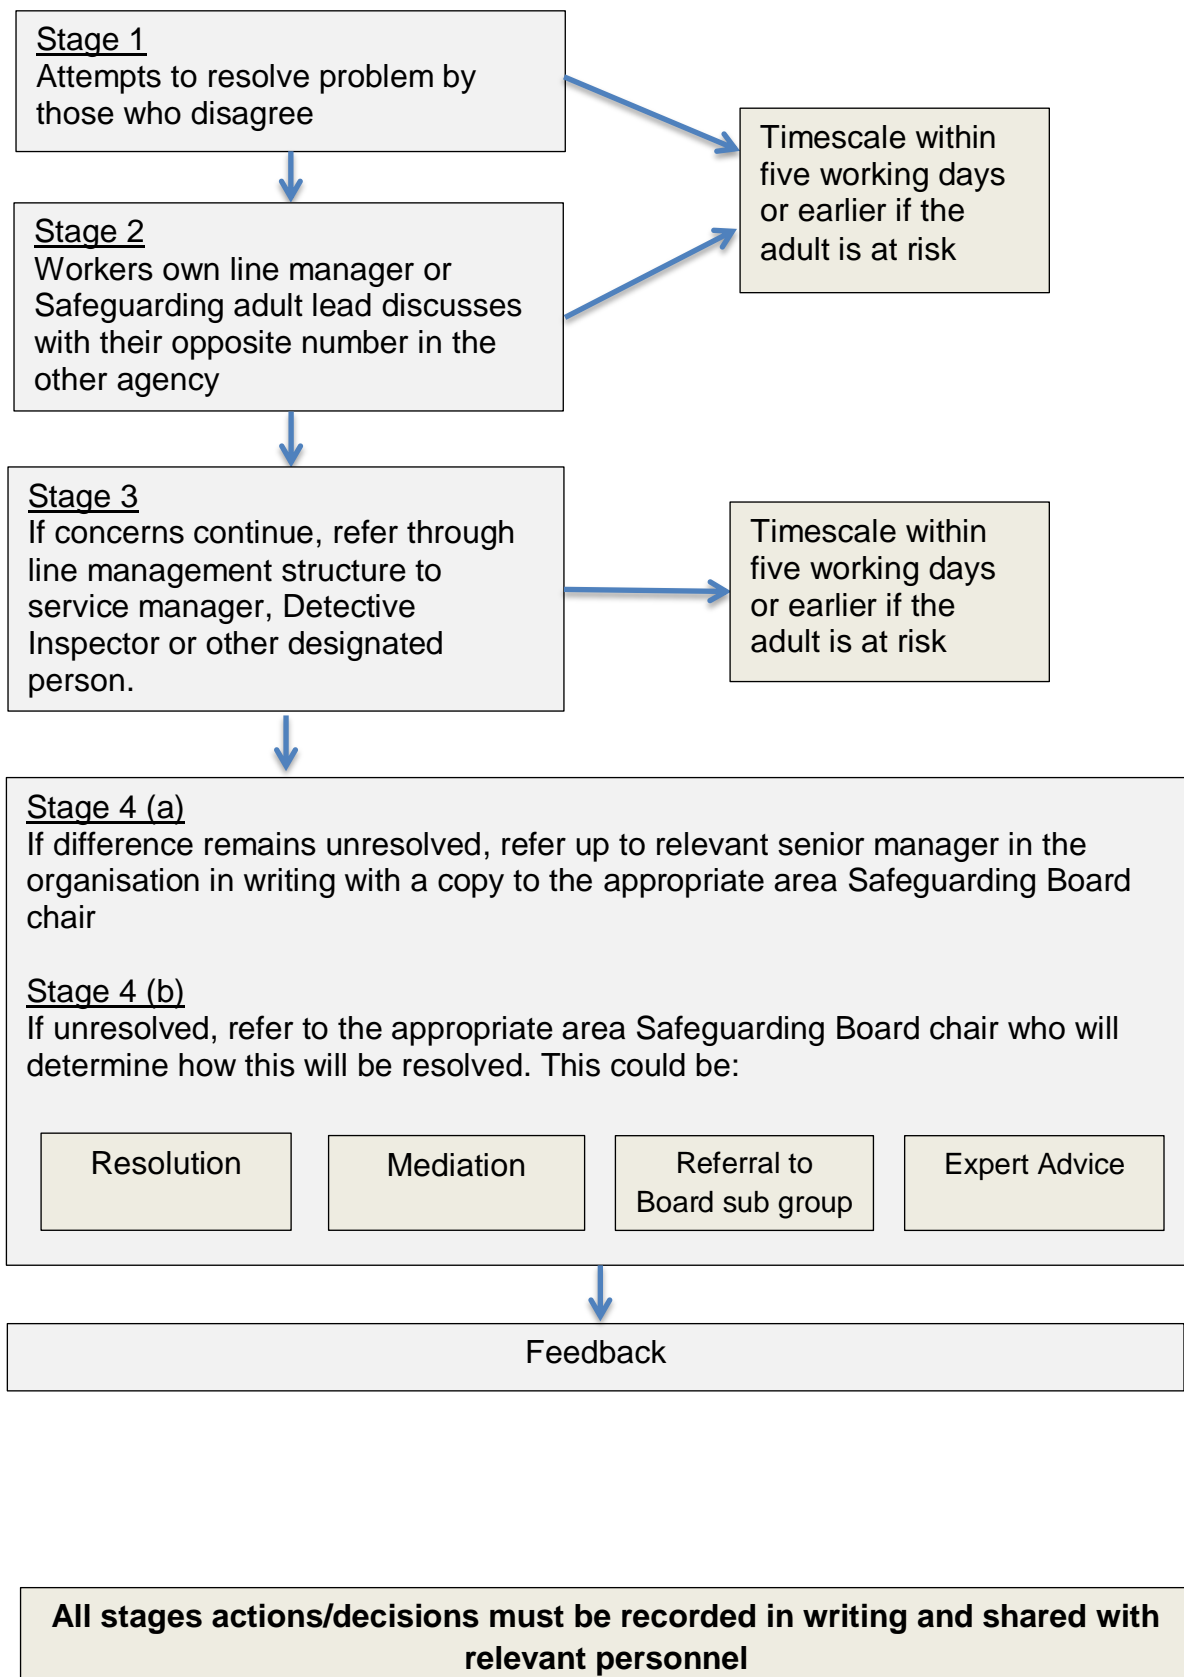 Stage 1
Attempts to resolve problem by
those who disagree
Timescale within
five working days
or earlier if the
adult is at risk
Stage 2
Workers own line manager or
Safeguarding adult lead discusses
with their opposite number in the
other agency
Stage 3
If concerns continue, refer through
line management structure to
service manager, Detective
Inspector or other designated
person.
Timescale within
five working days
or earlier if the
adult is at risk
Stage 4 (a)
If difference remains unresolved, refer up to relevant senior manager in the
organisation in writing with a copy to the appropriate area Safeguarding Board
chair
Stage 4 (b)
If unresolved, refer to the appropriate area Safeguarding Board chair who will
determine how this will be resolved. This could be:
Resolution
Mediation
Referral to
Board sub group
Expert Advice
Feedback
All stages actions/decisions must be recorded in writing and shared with
relevant personnel